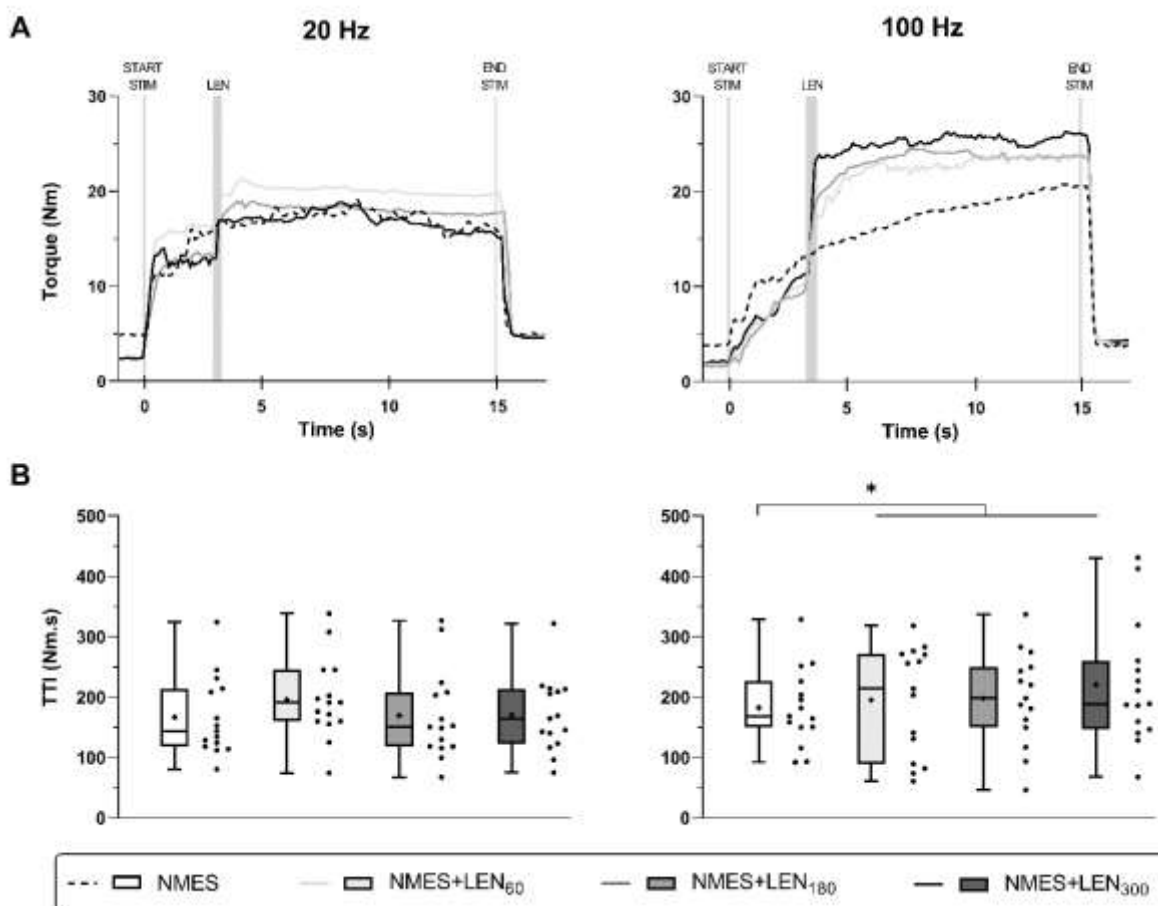 A
20 Hz
100 Hz
START STIM
LEN
END STIM
START STIM
LEN
END STIM
30
20
10
0
Torque (Nm)
0
5
10
15
Time (s)
30
20
10
0
0
5
10
15
Time (s)
B
*
500
400
300
200
100
0
TTI (Nm.s)
500
400
300
200
100
0
NMES
NMES+LEN60
NMES+LEN180
NMES+LEN300